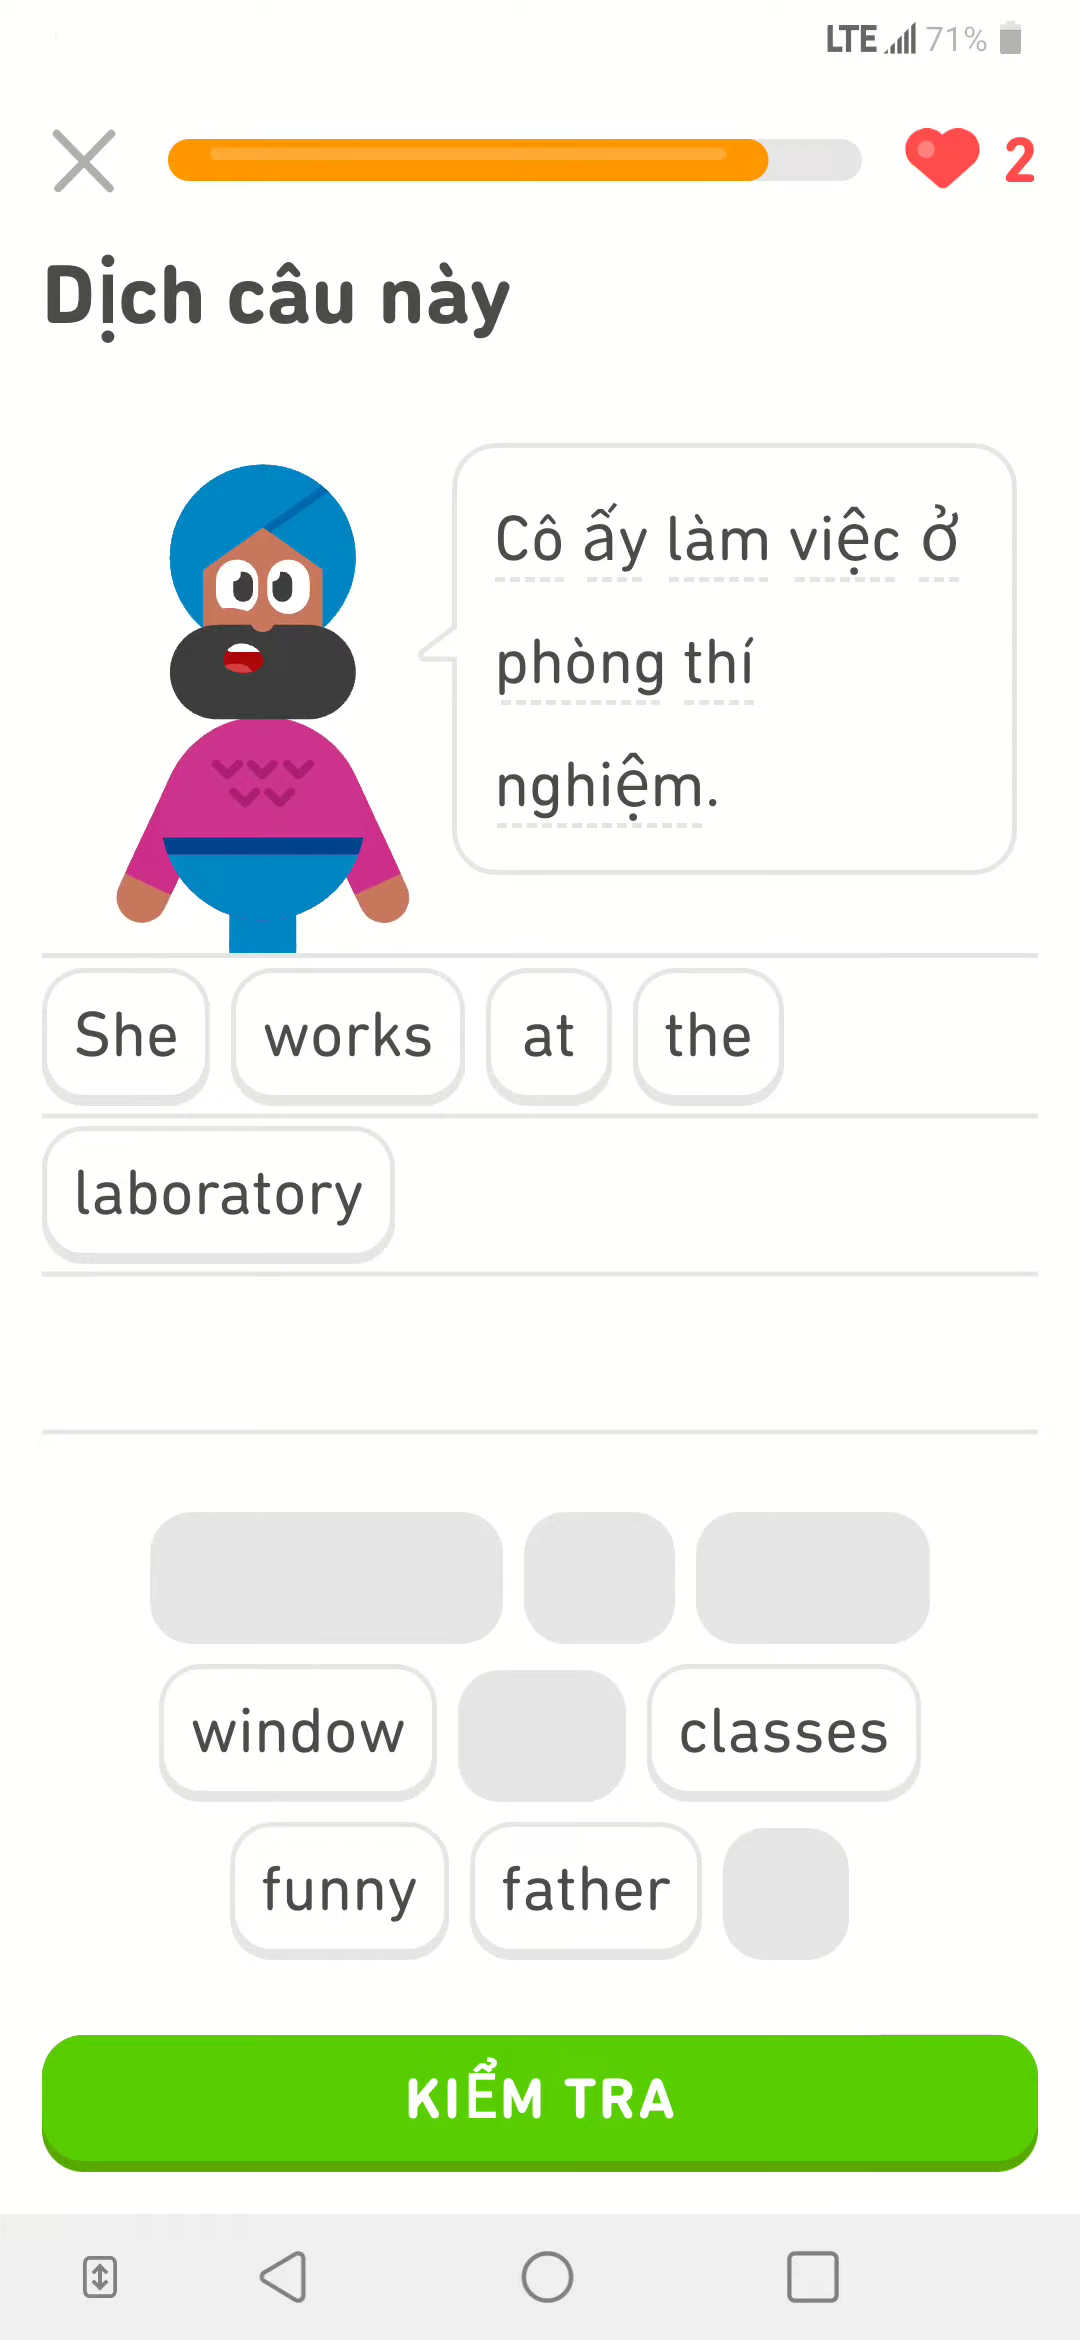 LTE 71%
2
Dịch câu này
Cô ấy làm việc ở
phòng thí
nghiệm.
She works at the
laboratory
window classes
funny father
KIỂM TRA